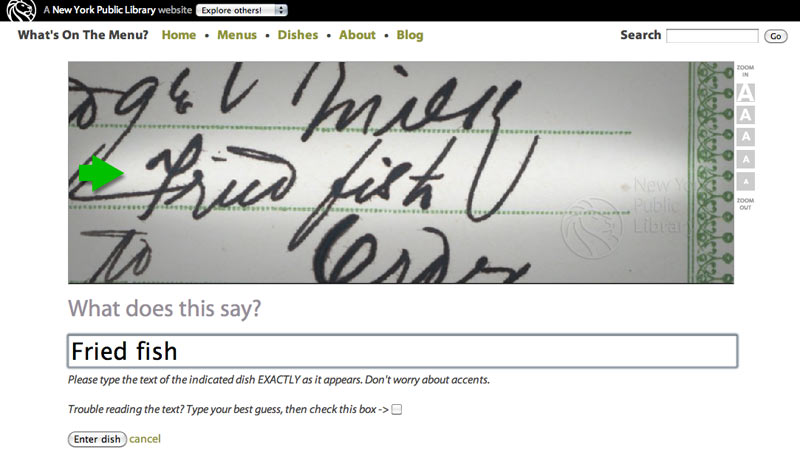 A New York Public Library website Explore others!
What's On The Menu? Home • Menus • Dishes • About • Blog Search Go
ZOOM IN
A
A
A
A
A
ZOOM OUT
milk
Fried fish
to Order
New York
Public
Library
What does this say?
Fried fish
Please type the text of the indicated dish EXACTLY as it appears. Don't worry about accents.
Trouble reading the text? Type your best guess, then check this box ->
Enter dish cancel